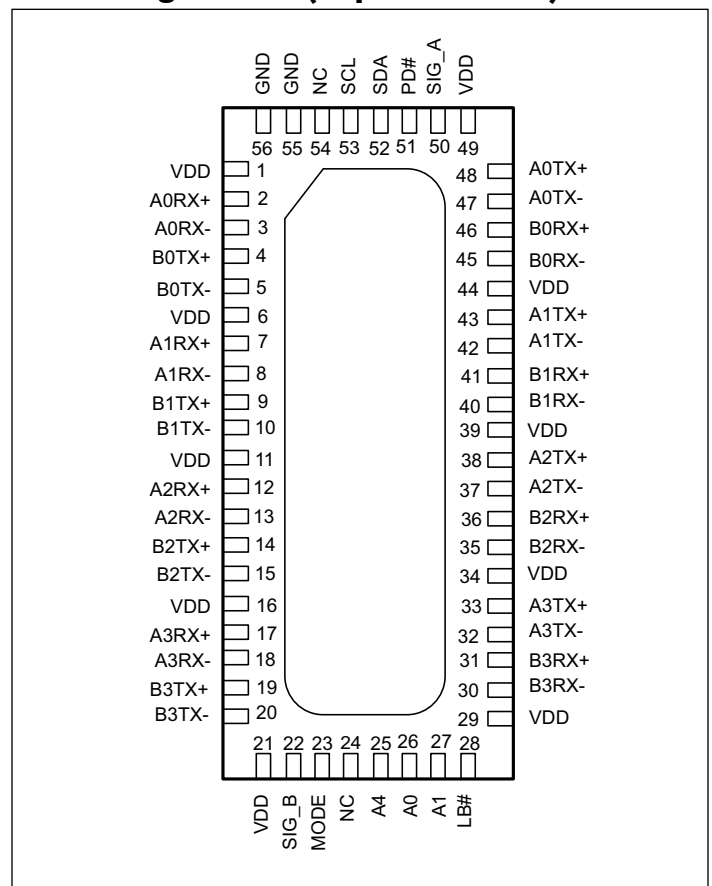 GND GND NC SCL SDA PD# SIG_A VDD
56 55 54 53 52 51 50 49
VDD 1 48 A0TX+
A0RX+ 2 47 A0TX-
A0RX- 3 46 B0RX+
B0TX+ 4 45 B0RX-
B0TX- 5 44 VDD
VDD 6 43 A1TX+
A1RX+ 7 42 A1TX-
A1RX- 8 41 B1RX+
B1TX+ 9 40 B1RX-
B1TX- 10 39 VDD
VDD 11 38 A2TX+
A2RX+ 12 37 A2TX-
A2RX- 13 36 B2RX+
B2TX+ 14 35 B2RX-
B2TX- 15 34 VDD
VDD 16 33 A3TX+
A3RX+ 17 32 A3TX-
A3RX- 18 31 B3RX+
B3TX+ 19 30 B3RX-
B3TX- 20 29 VDD
21 22 23 24 25 26 27 28
VDD SIG_B MODE NC A4 A0 A1 LB#